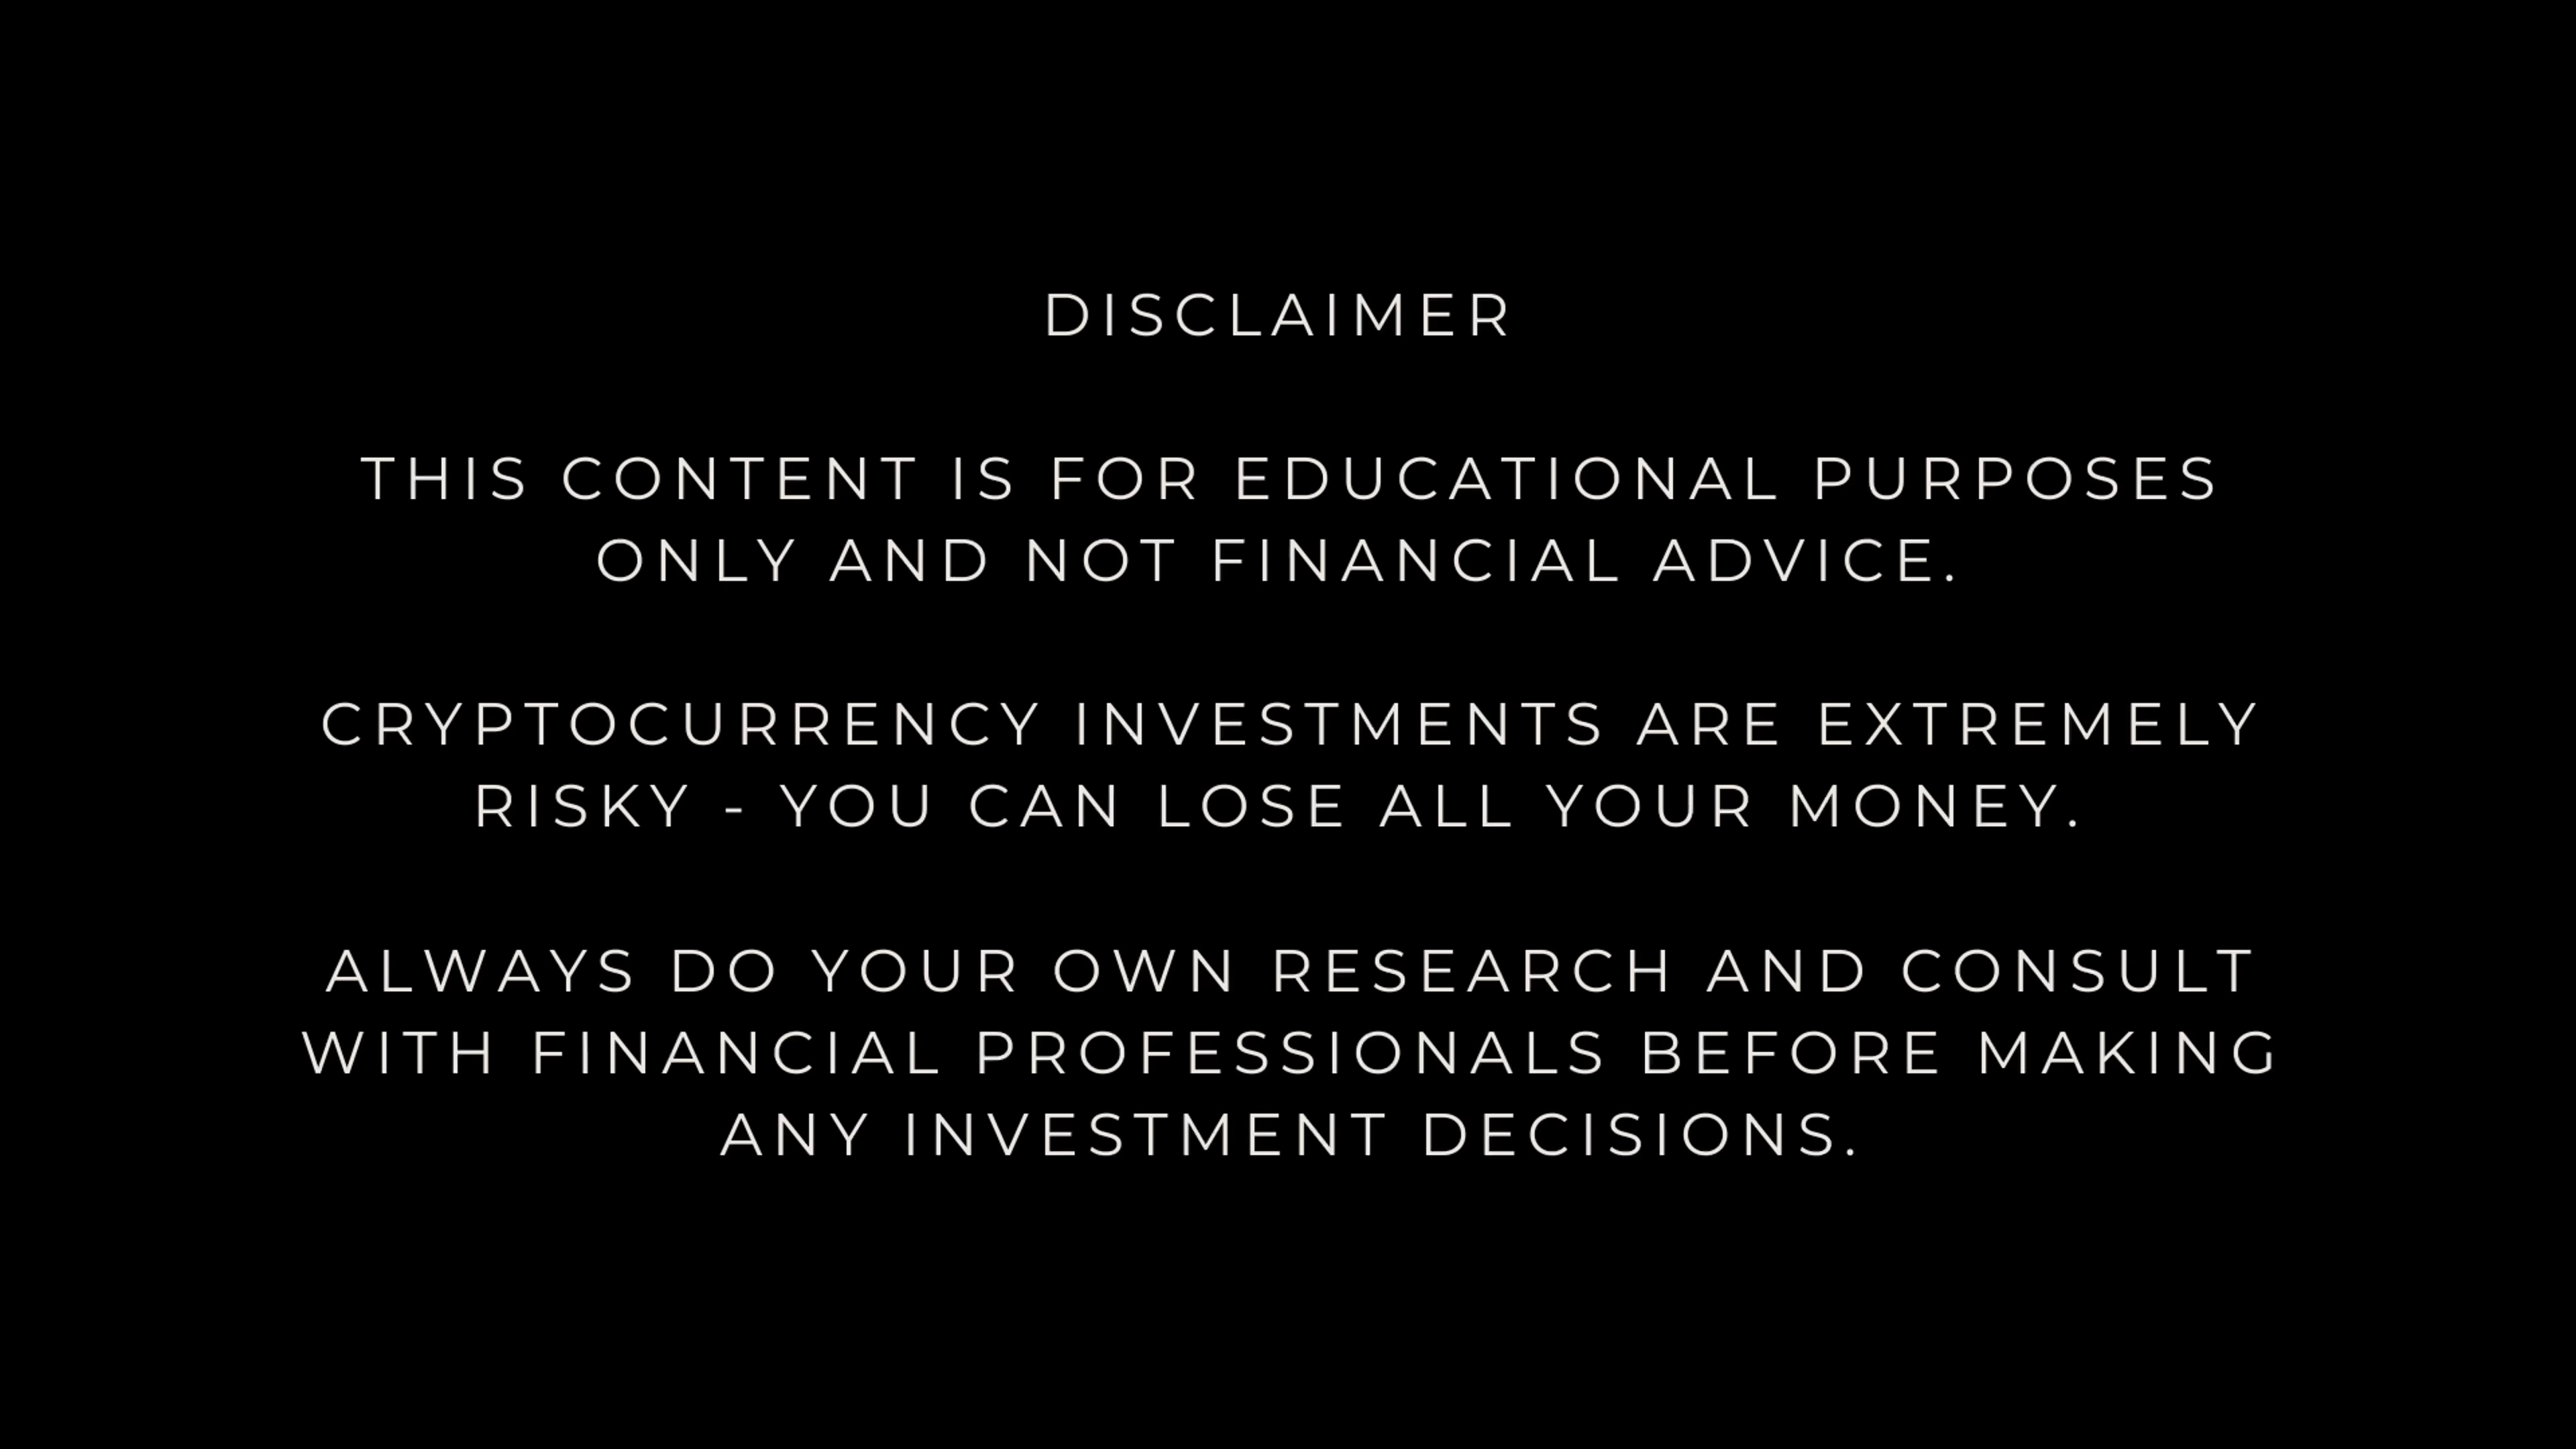 DISCLAIMER
THIS CONTENT IS FOR EDUCATIONAL PURPOSES
ONLY AND NOT FINANCIAL ADVICE.
CRYPTOCURRENCY INVESTMENTS ARE EXTREMELY
RISKY - YOU CAN LOSE ALL YOUR MONEY.
ALWAYS DO YOUR OWN RESEARCH AND CONSULT
WITH FINANCIAL PROFESSIONALS BEFORE MAKING
ANY INVESTMENT DECISIONS.